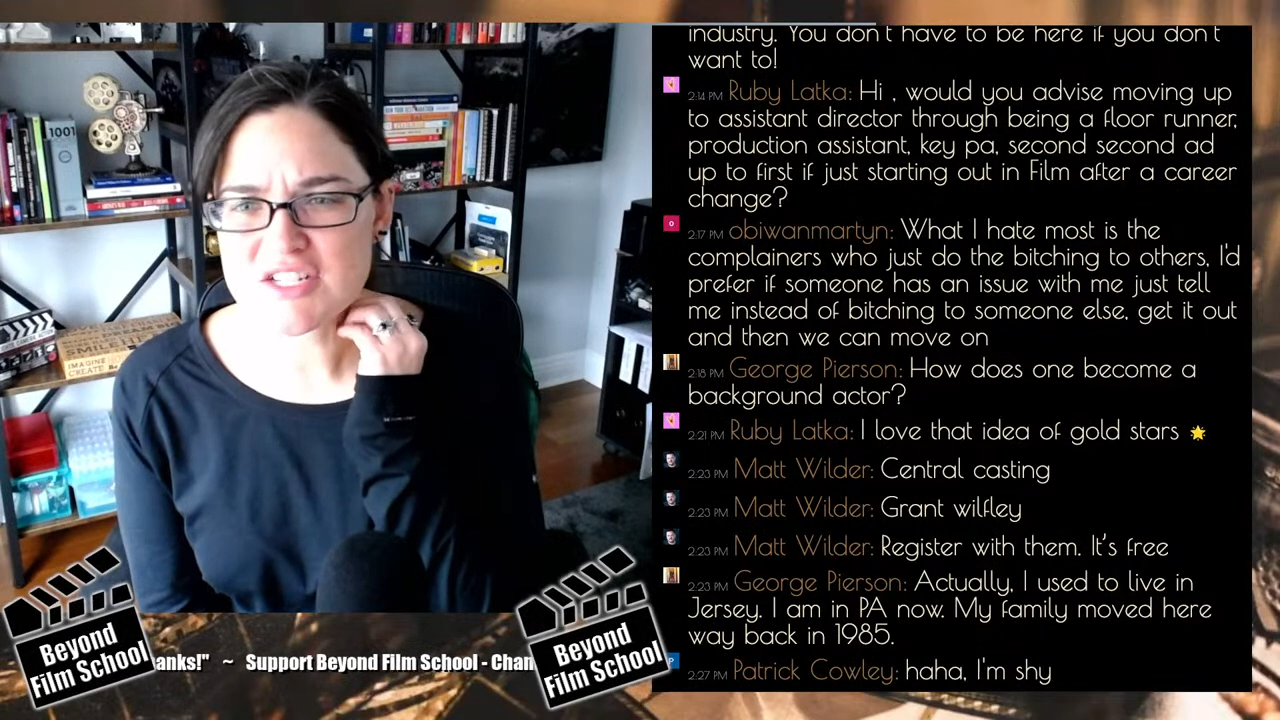 industry. You don't have to be here if you don't
want to!
2:14 PM Ruby Latka: Hi , would you advise moving up
to assistant director through being a floor runner,
production assistant, key pa, second second ad
up to first if just starting out in Film after a career
change?
2:17 PM obiwanmartyn: What I hate most is the
complainers who just do the bitching to others, I'd
prefer if someone has an issue with me just tell
me instead of bitching to someone else, get it out
and then we can move on
2:18 PM George Pierson: How does one become a
background actor?
2:21 PM Ruby Latka: I love that idea of gold stars
2:23 PM Matt Wilder: Central casting
2:23 PM Matt Wilder: Grant wilfley
2:23 PM Matt Wilder: Register with them. It's free
2:23 PM George Pierson: Actually, I used to live in
Jersey. I am in PA now. My family moved here
way back in 1985.
2:27 PM Patrick Cowley: haha, I'm shy
1001
Beyond
Film School
anks!" ~ Support Beyond Film School - Chan
Beyond
Film School